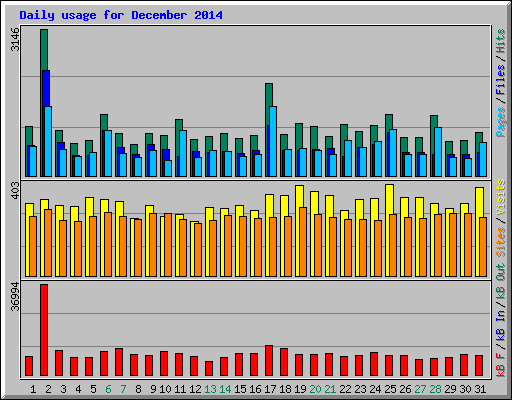 Daily usage for December 2014
3146
Pages / Files / Hits
403
Sites / Visits
36994
kB F / kB In / kB Out
1 2 3 4 5 6 7 8 9 10 11 12 13 14 15 16 17 18 19 20 21 22 23 24 25 26 27 28 29 30 31